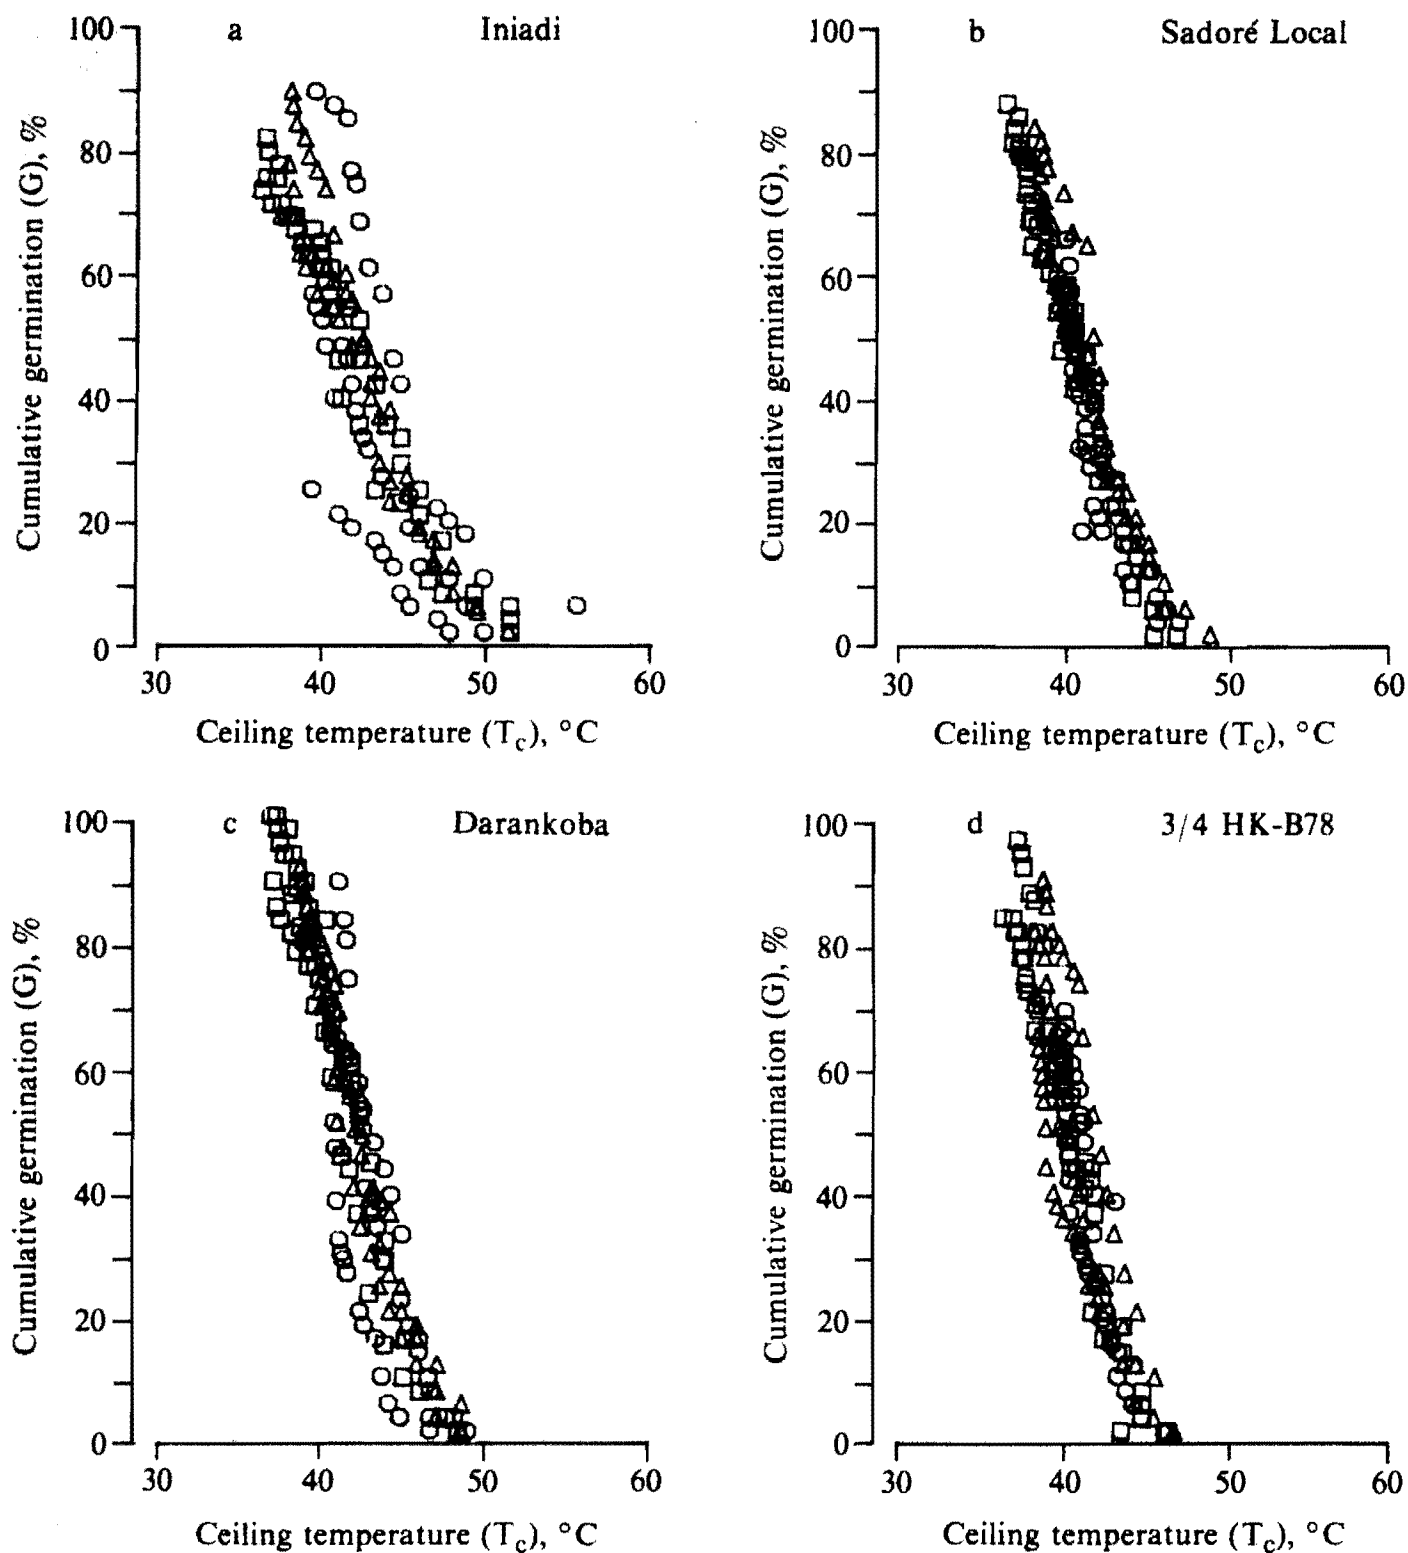 a Iniadi
100
80
60
40
20
0
Cumulative germination (G), %
30 40 50 60
Ceiling temperature (Tc), °C
b Sadoré Local
100
80
60
40
20
0
Cumulative germination (G), %
30 40 50 60
Ceiling temperature (Tc), °C
c Darankoba
100
80
60
40
20
0
Cumulative germination (G), %
30 40 50 60
Ceiling temperature (Tc), °C
d 3/4 HK-B78
100
80
60
40
20
0
Cumulative germination (G), %
30 40 50 60
Ceiling temperature (Tc), °C